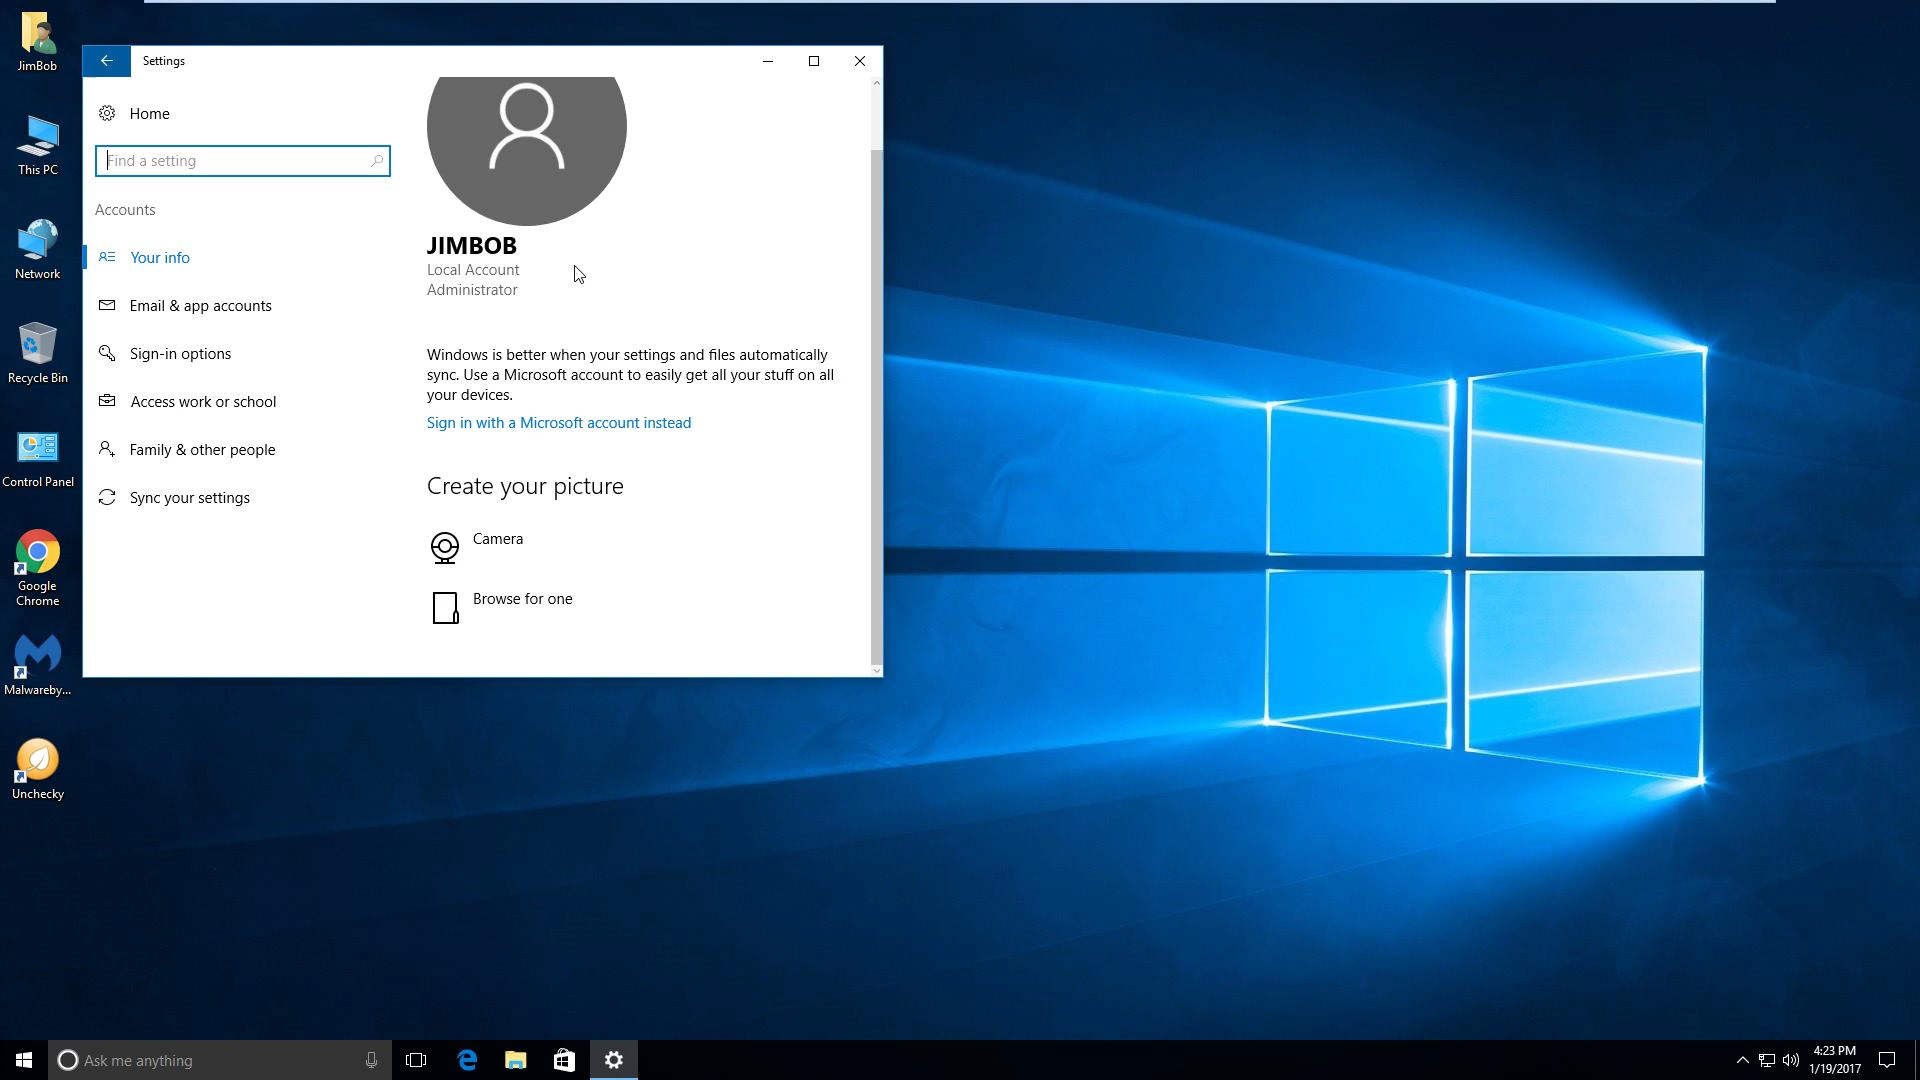 JimBob
This PC
Network
Recycle Bin
Control Panel
Google
Chrome
Malwareby...
Unchecky
Settings
Home
Find a setting
Accounts
Your info
Email & app accounts
Sign-in options
Access work or school
Family & other people
Sync your settings
JIMBOB
Local Account
Administrator
Windows is better when your settings and files automatically
sync. Use a Microsoft account to easily get all your stuff on all
your devices.
Sign in with a Microsoft account instead
Create your picture
Camera
Browse for one
Ask me anything
4:23 PM
1/19/2017